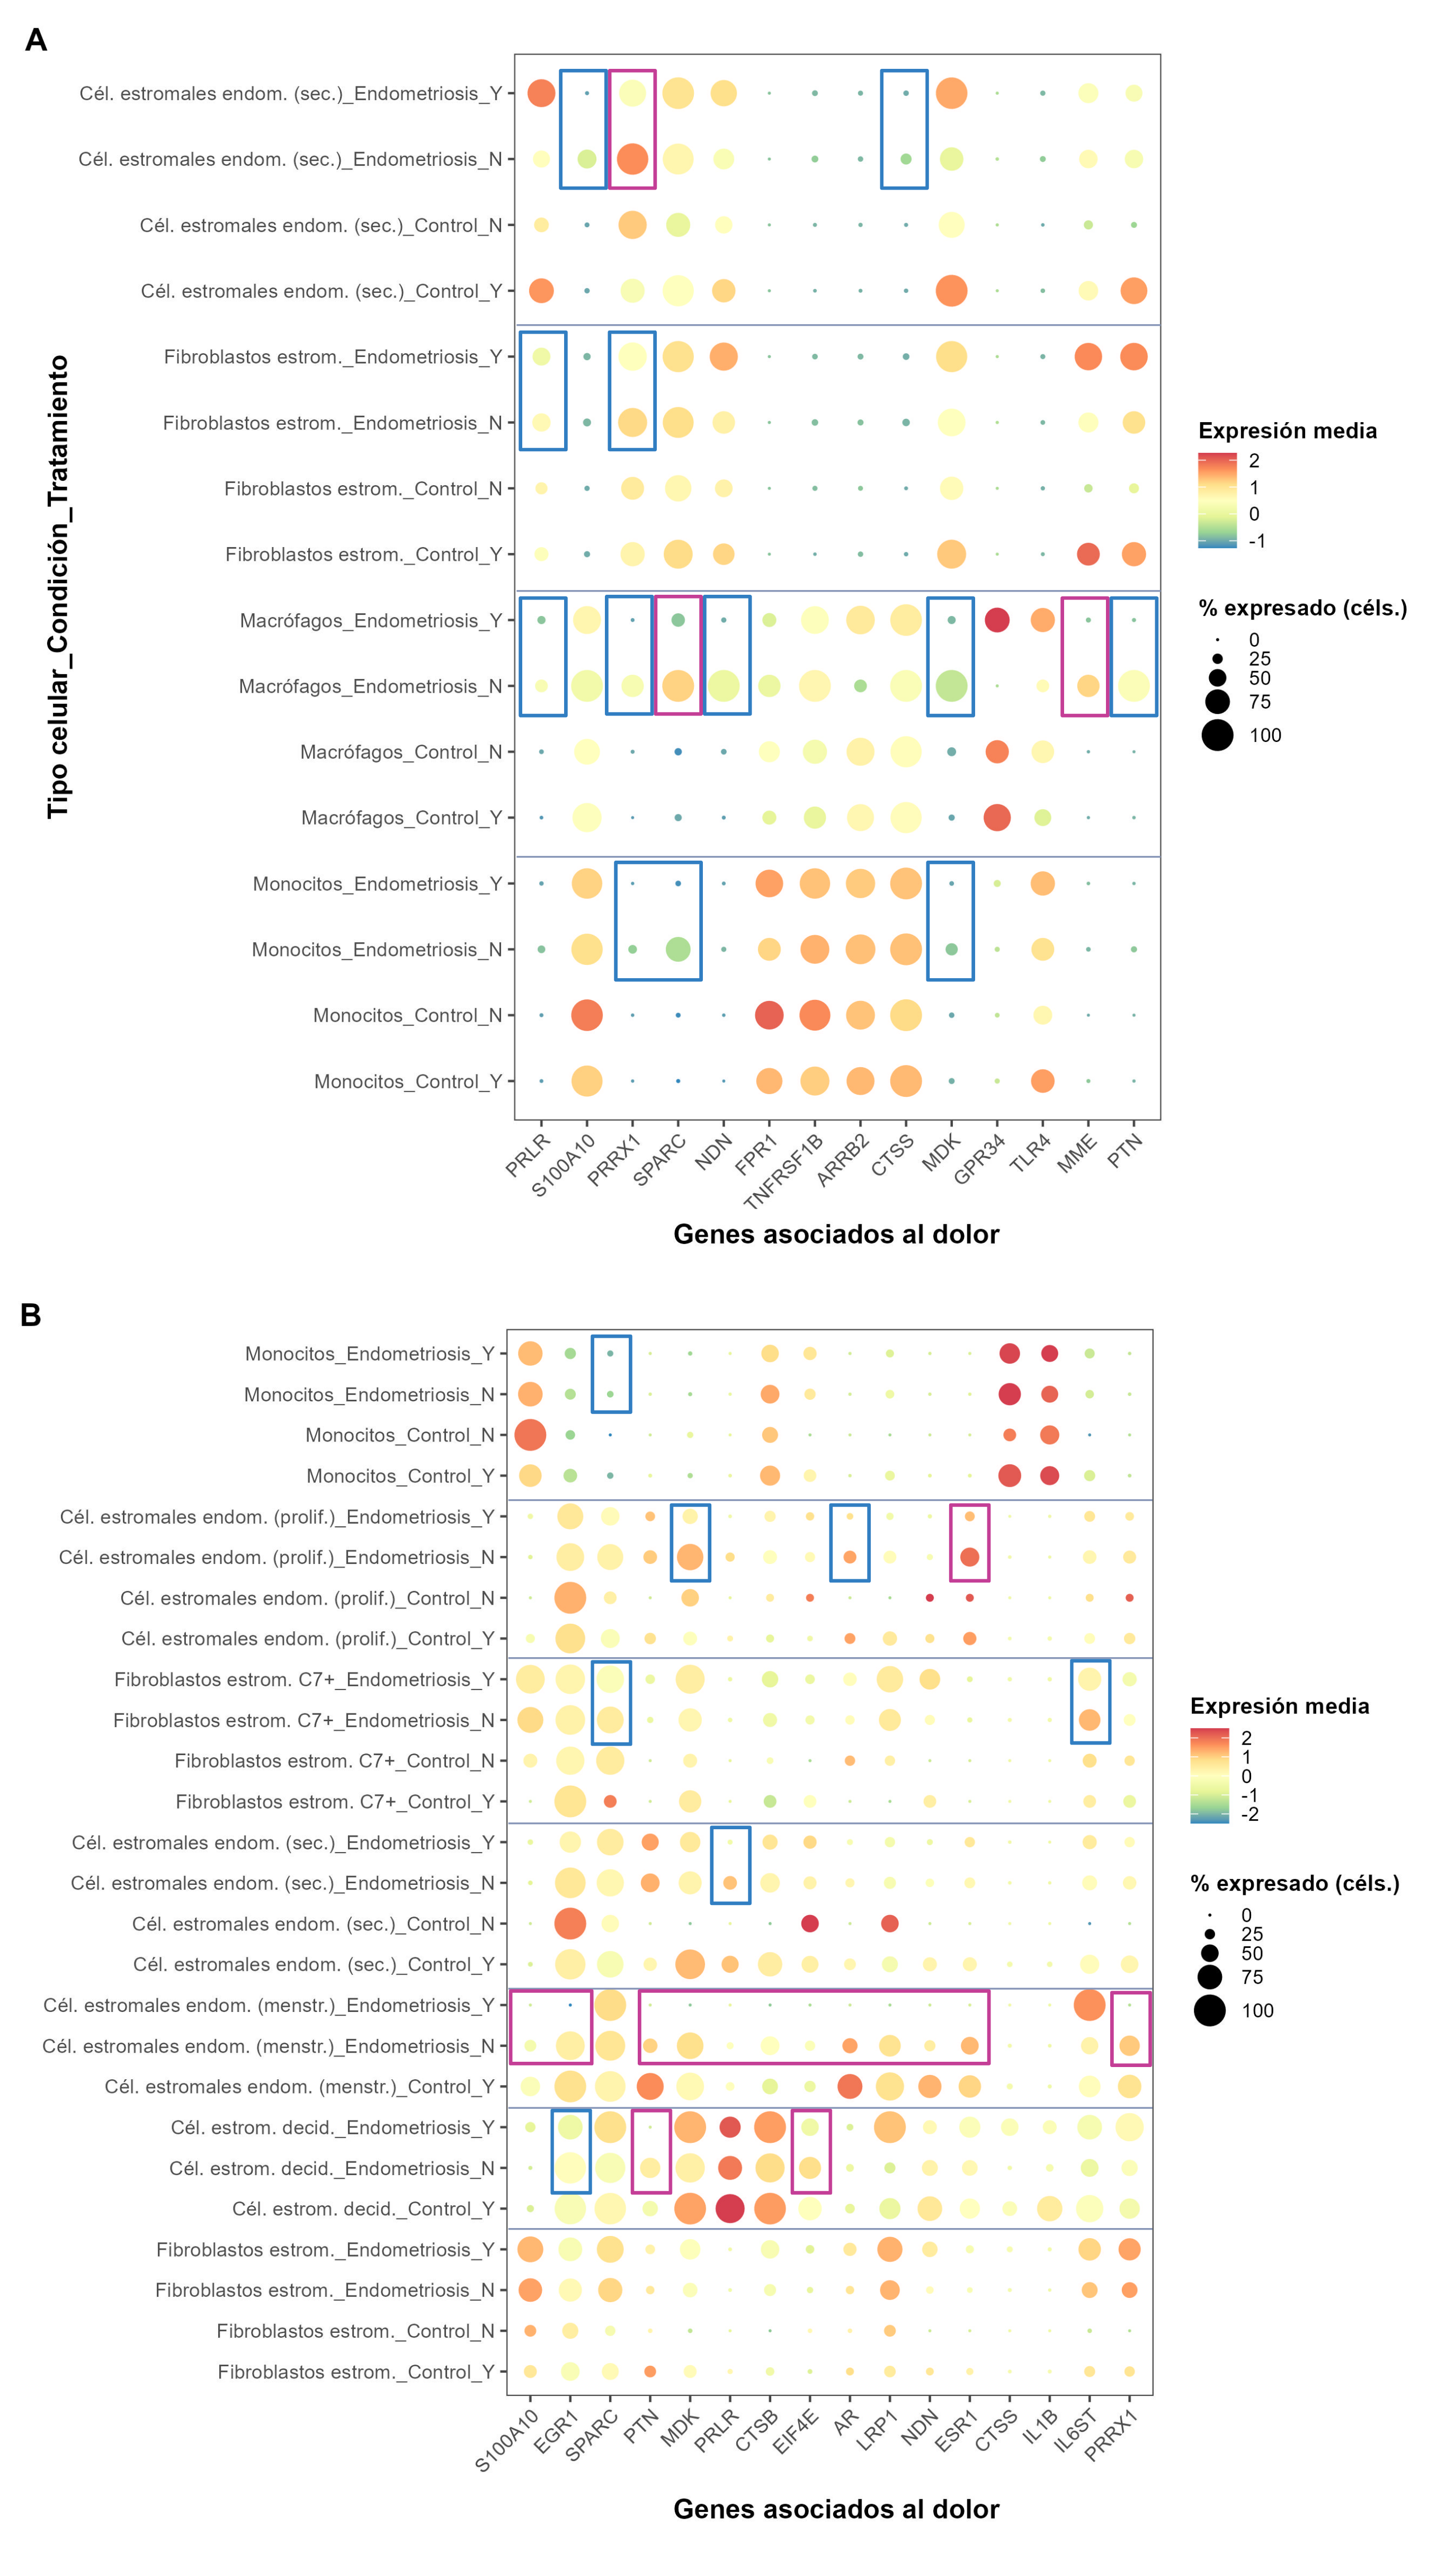 A
Tipo celular_Condición_Tratamiento
Cél. estromales endom. (sec.)_Endometriosis_Y
Cél. estromales endom. (sec.)_Endometriosis_N
Cél. estromales endom. (sec.)_Control_N
Cél. estromales endom. (sec.)_Control_Y
Fibroblastos estrom._Endometriosis_Y
Fibroblastos estrom._Endometriosis_N
Fibroblastos estrom._Control_N
Fibroblastos estrom._Control_Y
Macrófagos_Endometriosis_Y
Macrófagos_Endometriosis_N
Macrófagos_Control_N
Macrófagos_Control_Y
Monocitos_Endometriosis_Y
Monocitos_Endometriosis_N
Monocitos_Control_N
Monocitos_Control_Y
PRLR
S100A10
PRRX1
SPARC
NDN
FPR1
TNFRSF1B
ARRB2
CTSS
MDK
GPR34
TLR4
MME
PTN
Genes asociados al dolor
Expresión media
2
1
0
-1
% expresado (céls.)
0
25
50
75
100
B
Monocitos_Endometriosis_Y
Monocitos_Endometriosis_N
Monocitos_Control_N
Monocitos_Control_Y
Cél. estromales endom. (prolif.)_Endometriosis_Y
Cél. estromales endom. (prolif.)_Endometriosis_N
Cél. estromales endom. (prolif.)_Control_N
Cél. estromales endom. (prolif.)_Control_Y
Fibroblastos estrom. C7+_Endometriosis_Y
Fibroblastos estrom. C7+_Endometriosis_N
Fibroblastos estrom. C7+_Control_N
Fibroblastos estrom. C7+_Control_Y
Cél. estromales endom. (sec.)_Endometriosis_Y
Cél. estromales endom. (sec.)_Endometriosis_N
Cél. estromales endom. (sec.)_Control_N
Cél. estromales endom. (sec.)_Control_Y
Cél. estromales endom. (menstr.)_Endometriosis_Y
Cél. estromales endom. (menstr.)_Endometriosis_N
Cél. estromales endom. (menstr.)_Control_Y
Cél. estrom. decid._Endometriosis_Y
Cél. estrom. decid._Endometriosis_N
Cél. estrom. decid._Control_Y
Fibroblastos estrom._Endometriosis_Y
Fibroblastos estrom._Endometriosis_N
Fibroblastos estrom._Control_N
Fibroblastos estrom._Control_Y
S100A10
EGR1
SPARC
PTN
MDK
PRLR
CTSB
EIF4E
AR
LRP1
NDN
ESR1
CTSS
IL1B
IL6ST
PRRX1
Genes asociados al dolor
Expresión media
2
1
0
-1
-2
% expresado (céls.)
0
25
50
75
100